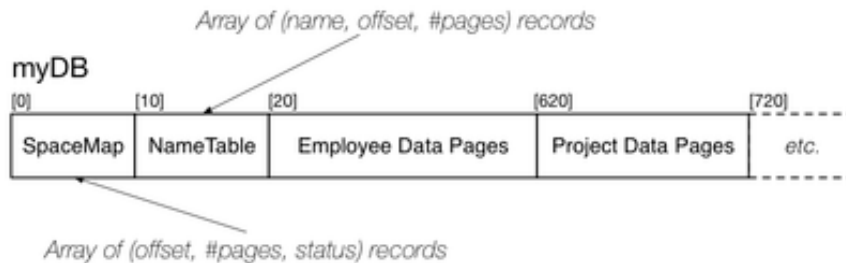 Array of (name, offset, #pages) records
myDB
[0] [10] [20] [620] [720]
SpaceMap NameTable Employee Data Pages Project Data Pages etc.
Array of (offset, #pages, status) records